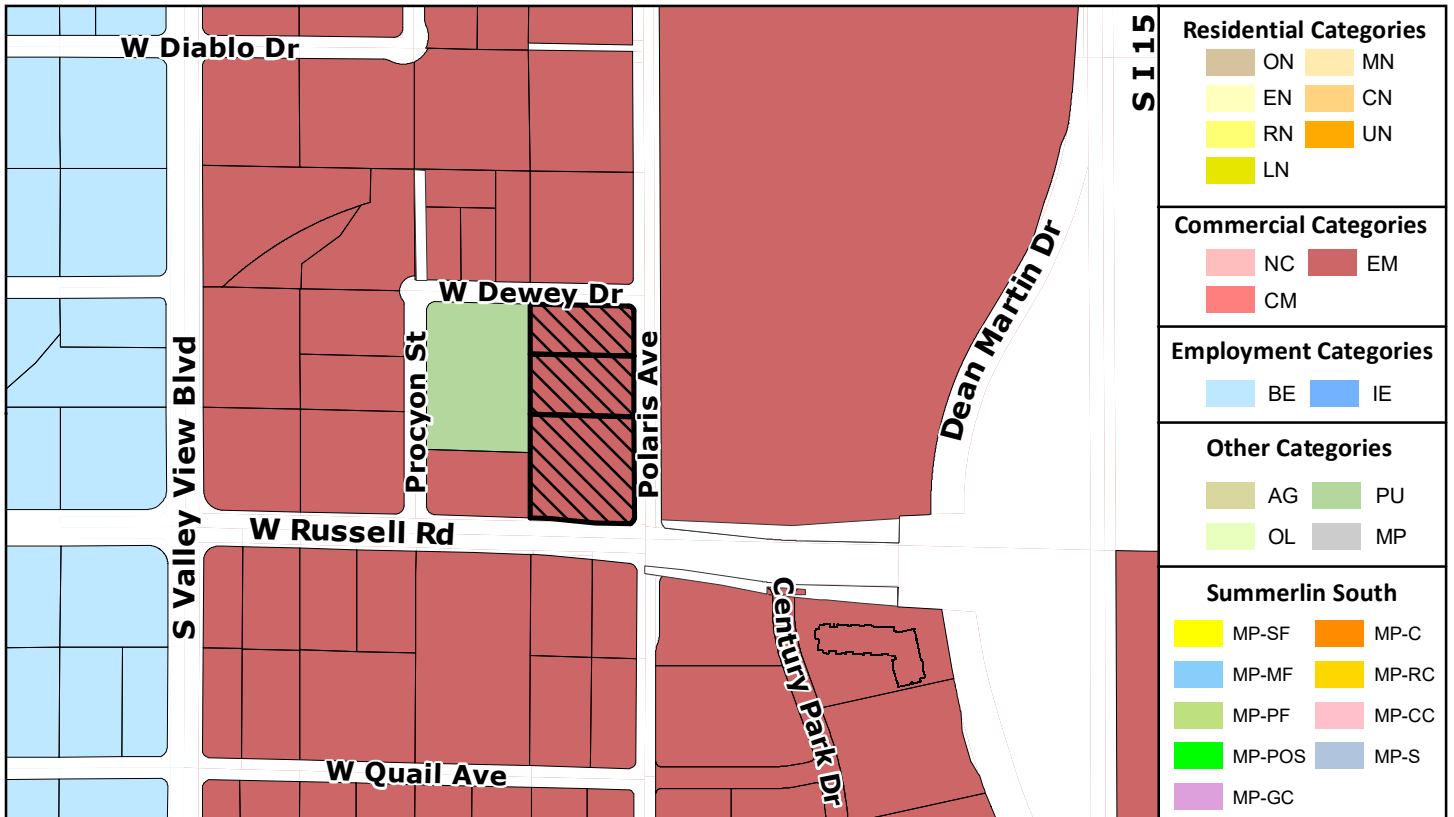 W Diablo Dr
S I 15
W Dewey Dr
Dean Martin Dr
Procyon St
Polaris Ave
S Valley View Blvd
W Russell Rd
Century Park Dr
W Quail Ave
Residential Categories
ON MN
EN CN
RN UN
LN
Commercial Categories
NC EM
CM
Employment Categories
BE IE
Other Categories
AG PU
OL MP
Summerlin South
MP-SF MP-C
MP-MF MP-RC
MP-PF MP-CC
MP-POS MP-S
MP-GC